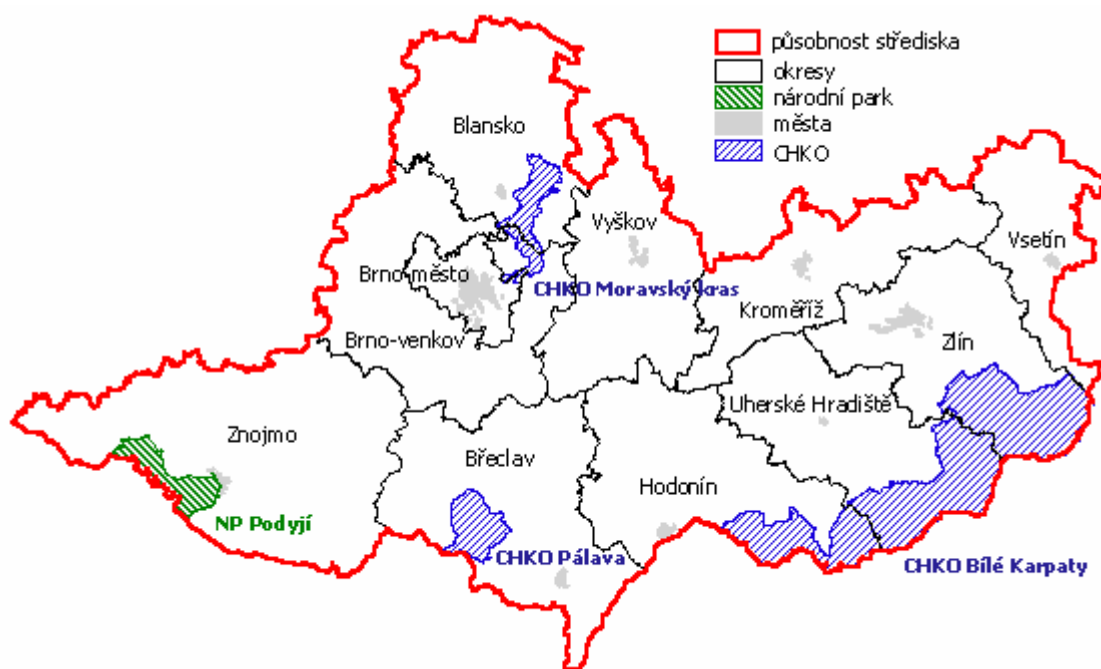 působnost střediska
okresy
národní park
města
CHKO
Blansko
Vyškov
Vsetín
Brno-město
CHKO Moravský kras
Kroměříž
Brno-venkov
Zlín
Uherské Hradiště
Znojmo
Břeclav
Hodonín
NP Podyjí
CHKO Pálava
CHKO Bílé Karpaty